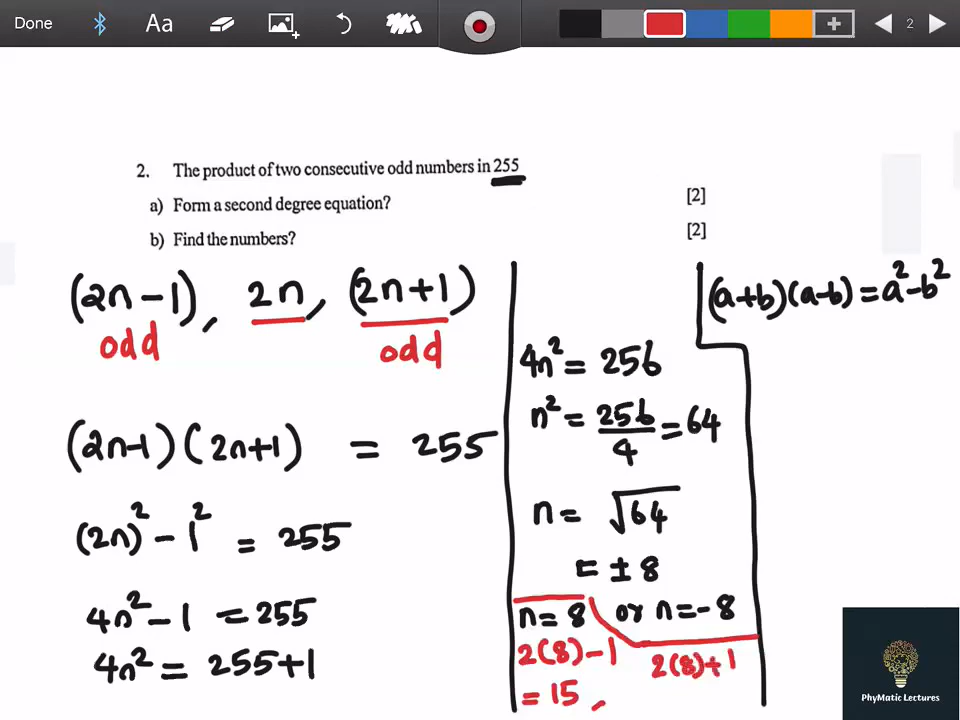 Done
Aa
2
2. The product of two consecutive odd numbers in 255
a) Form a second degree equation? [2]
b) Find the numbers? [2]
(2n-1), 2n, (2n+1)
odd odd
(2n-1)(2n+1) = 255
(2n)² - 1² = 255
4n² - 1 = 255
4n² = 255+1
4n² = 256
n² = 256/4 = 64
n = √64
= ±8
n = 8 or n = -8
2(8)-1
= 15,
2(8)+1
(a+b)(a-b) = a²-b²
PhyMatic Lectures